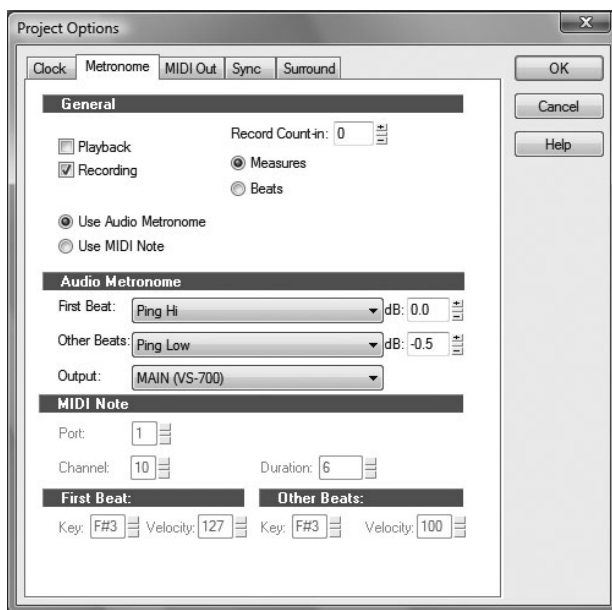 Project Options
Clock Metronome MIDI Out Sync Surround
OK
Cancel
Help
General
Record Count-in: 0
Playback
Recording
Measures
Beats
Use Audio Metronome
Use MIDI Note
Audio Metronome
First Beat: Ping Hi dB: 0.0
Other Beats: Ping Low dB: -0.5
Output: MAIN (VS-700)
MIDI Note
Port: 1
Channel: 10 Duration: 6
First Beat: Other Beats:
Key: F#3 Velocity: 127 Key: F#3 Velocity: 100